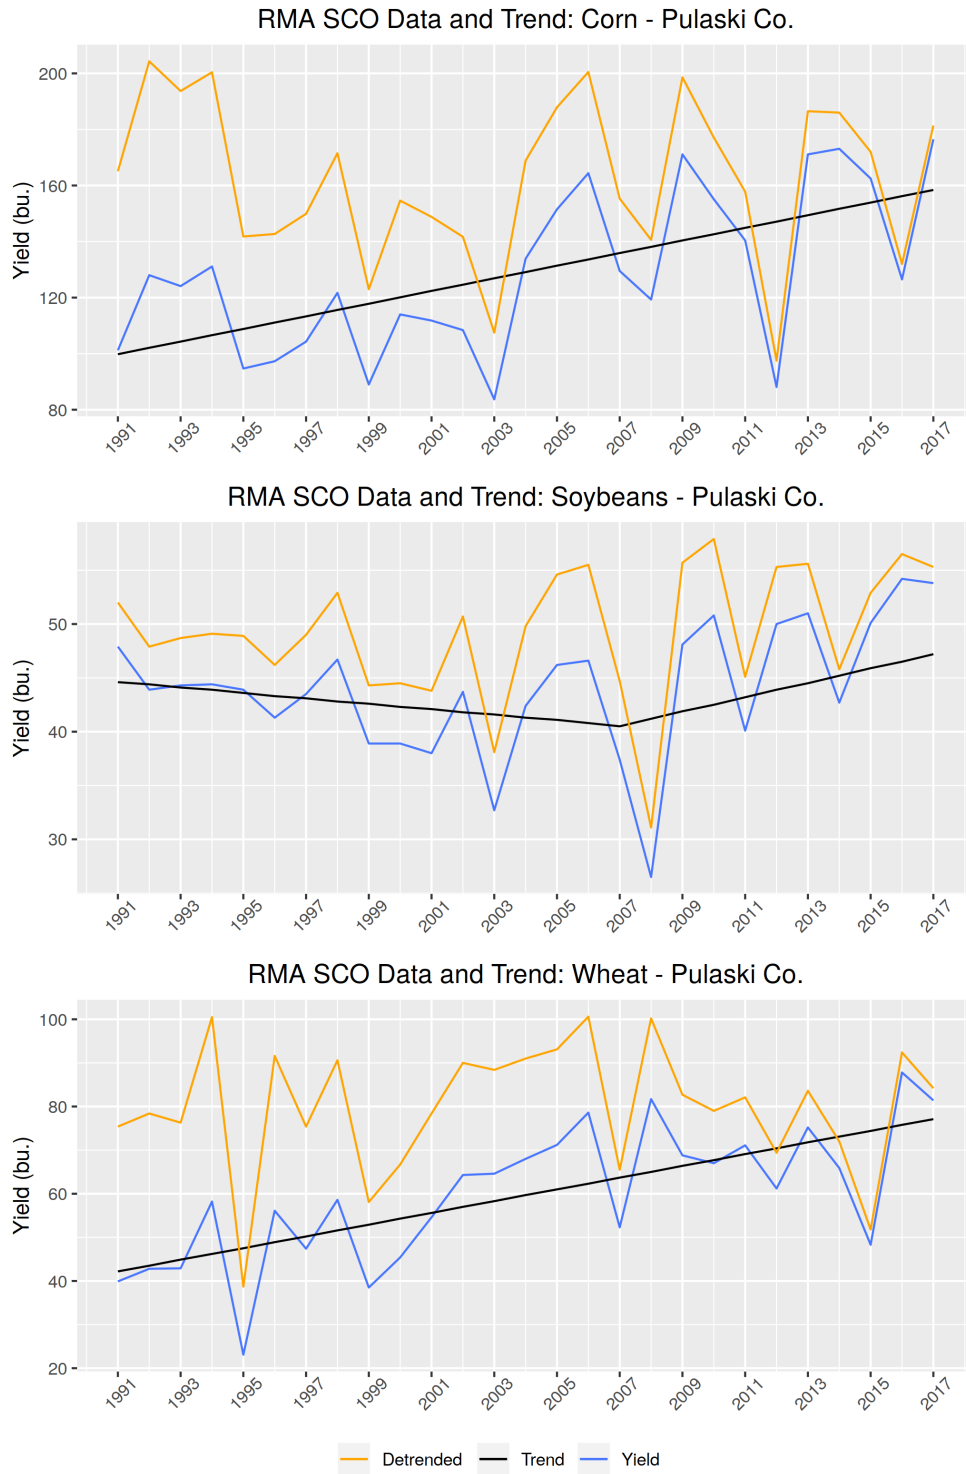 RMA SCO Data and Trend: Corn - Pulaski Co.
Yield (bu.)
200
160
120
80
1991 1993 1995 1997 1999 2001 2003 2005 2007 2009 2011 2013 2015 2017
RMA SCO Data and Trend: Soybeans - Pulaski Co.
Yield (bu.)
50
40
30
1991 1993 1995 1997 1999 2001 2003 2005 2007 2009 2011 2013 2015 2017
RMA SCO Data and Trend: Wheat - Pulaski Co.
Yield (bu.)
100
80
60
40
20
1991 1993 1995 1997 1999 2001 2003 2005 2007 2009 2011 2013 2015 2017
Detrended Trend Yield